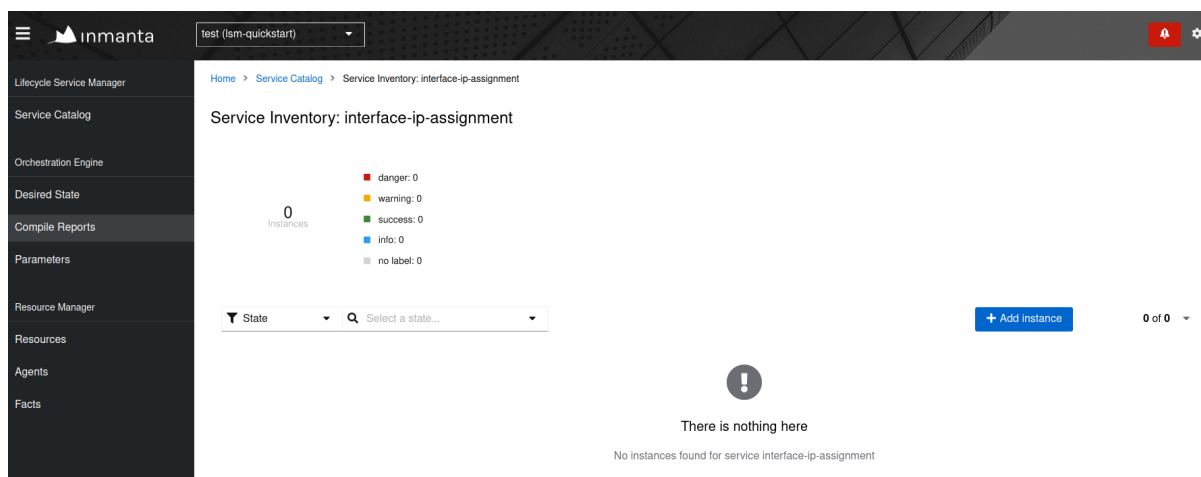 inmanta
test (lsm-quickstart)
Lifecycle Service Manager
Service Catalog
Orchestration Engine
Desired State
Compile Reports
Parameters
Resource Manager
Resources
Agents
Facts
Home > Service Catalog > Service Inventory: interface-ip-assignment
Service Inventory: interface-ip-assignment
0
Instances
danger: 0
warning: 0
success: 0
info: 0
no label: 0
State
Select a state...
+ Add instance
0 of 0
There is nothing here
No instances found for service interface-ip-assignment